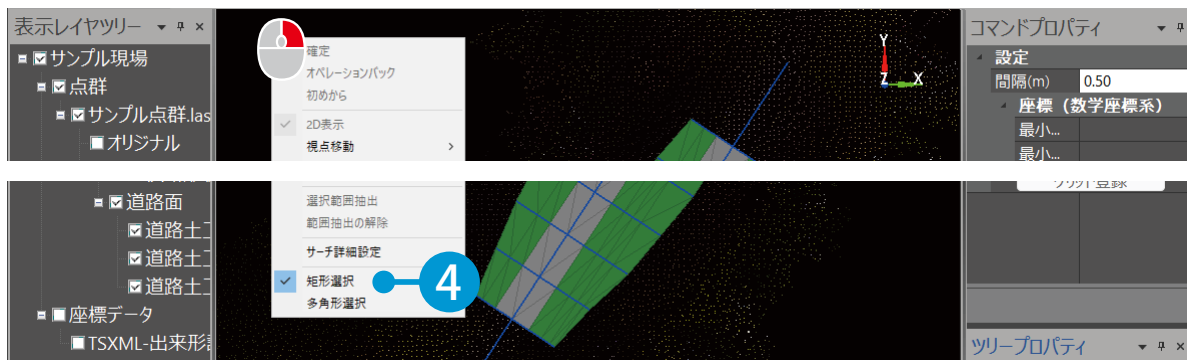 表示レイヤツリー
サンプル現場
点群
サンプル点群.las
オリジナル
確定
オペレーションバック
初めから
2D表示
視点移動
Y
Z
X
コマンドプロパティ
設定
間隔(m) 0.50
座標（数学座標系）
最小...
最小...
道路面
道路土工
道路土工
道路土工
座標データ
TSXML-出来形
選択範囲抽出
範囲抽出の解除
サーチ詳細設定
矩形選択
多角形選択
4
ツリープロパティ